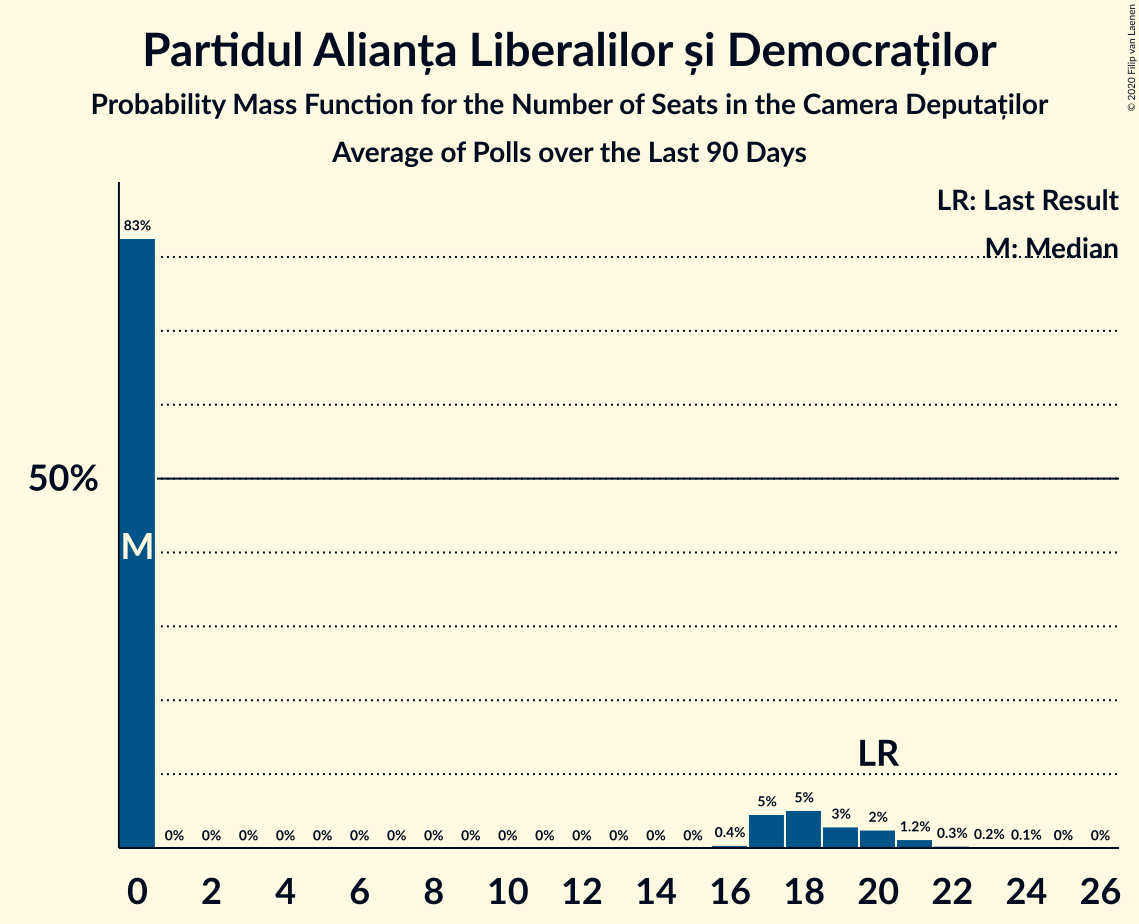 Partidul Alianța Liberalilor și Democraților
Probability Mass Function for the Number of Seats in the Camera Deputaților
Average of Polls over the Last 90 Days
© 2020 Filip van Laenen
LR: Last Result
M: Median
83%
50%
M
LR
0% 0% 0% 0% 0% 0% 0% 0% 0% 0% 0% 0% 0% 0% 0% 0.4% 5% 5% 3% 2% 1.2% 0.3% 0.2% 0.1% 0% 0%
0 2 4 6 8 10 12 14 16 18 20 22 24 26